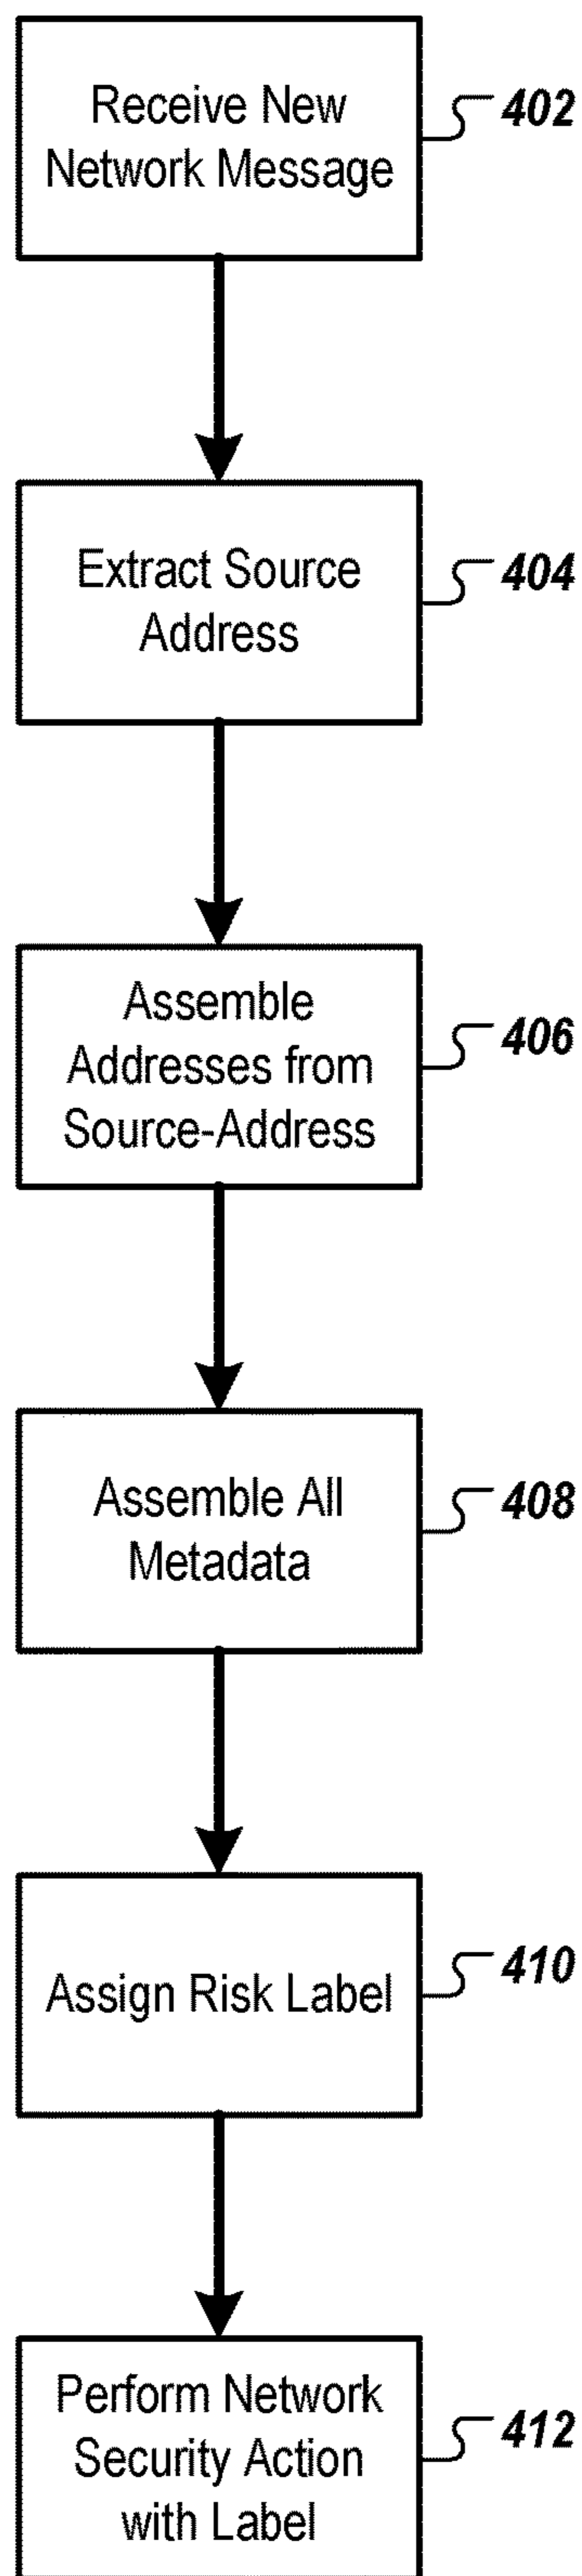 Receive New
Network Message
402
Extract Source
Address
404
Assemble
Addresses from
Source-Address
406
Assemble All
Metadata
408
Assign Risk Label
410
Perform Network
Security Action
with Label
412